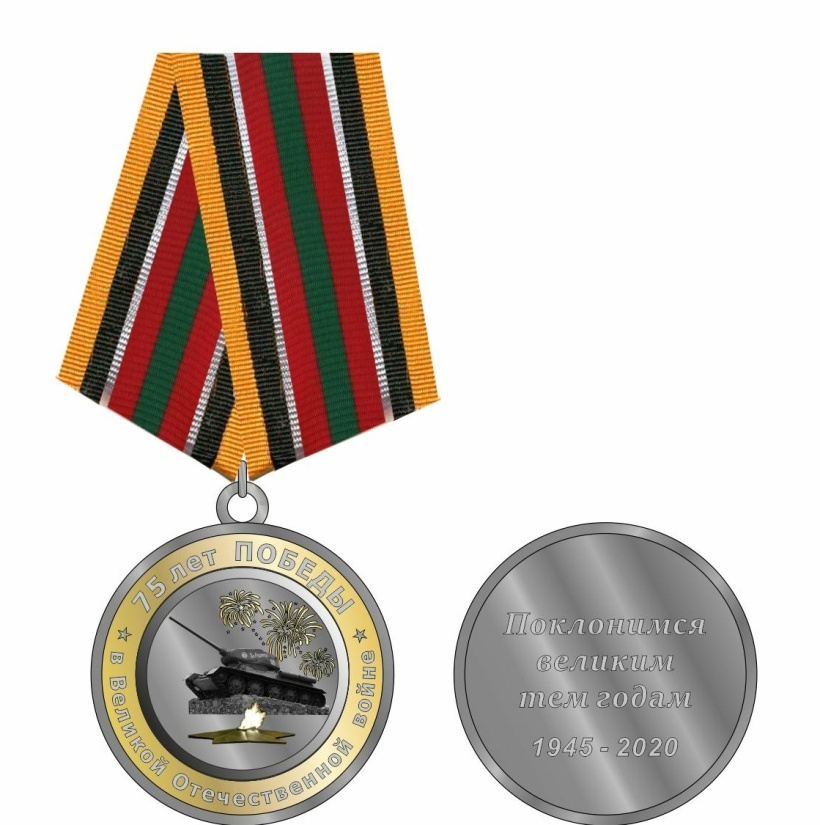 75 лет ПОБЕДЫ
в Великой Отечественной войне
Поклонимся
великим
тем годам
1945 - 2020